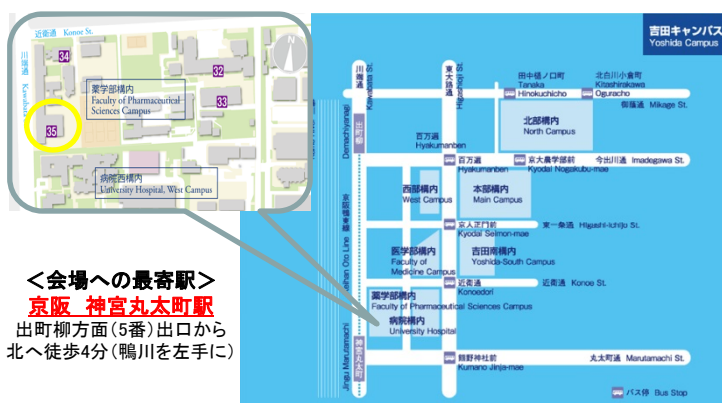 近衛通 Konoe St.
川端通 Kawabata
34
32
33
35
薬学部構内
Faculty of Pharmaceutical
Sciences Campus
病院西構内
University Hospital, West Campus
N
＜会場への最寄駅＞
京阪 神宮丸太町駅
出町柳方面(5番)出口から
北へ徒歩4分(鴨川を左手に)
吉田キャンパス
Yoshida Campus
川端通
Kawabata St.
東大路通
Higashioji St.
出町柳
Demachiyanagi
田中樋ノ口町
Tanaka
Hinokuchicho
北白川小倉町
Kitashirakawa
Oguracho
御蔭通 Mikage St.
北部構内
North Campus
百万遍
Hyakumanben
百万遍
Hyakumanben
京大農学部前
Kyodai Nogakubu-mae
今出川通 Imadegawa St.
西部構内
West Campus
本部構内
Main Campus
京大正門前
Kyodai Seimon-mae
東一条通 Higashi-Ichijo St.
京阪鴨東線
Keihan Oto Line
医学部構内
Faculty of
Medicine Campus
吉田南構内
Yoshida-South Campus
近衛通
Konoedori
近衛通 Konoe St.
薬学部構内
Faculty of Pharmaceutical Sciences Campus
病院構内
University Hospital
神宮丸太町
Jingu Marutamachi
熊野神社前
Kumano Jinja-mae
丸太町通 Marutamachi St.
バス停 Bus Stop